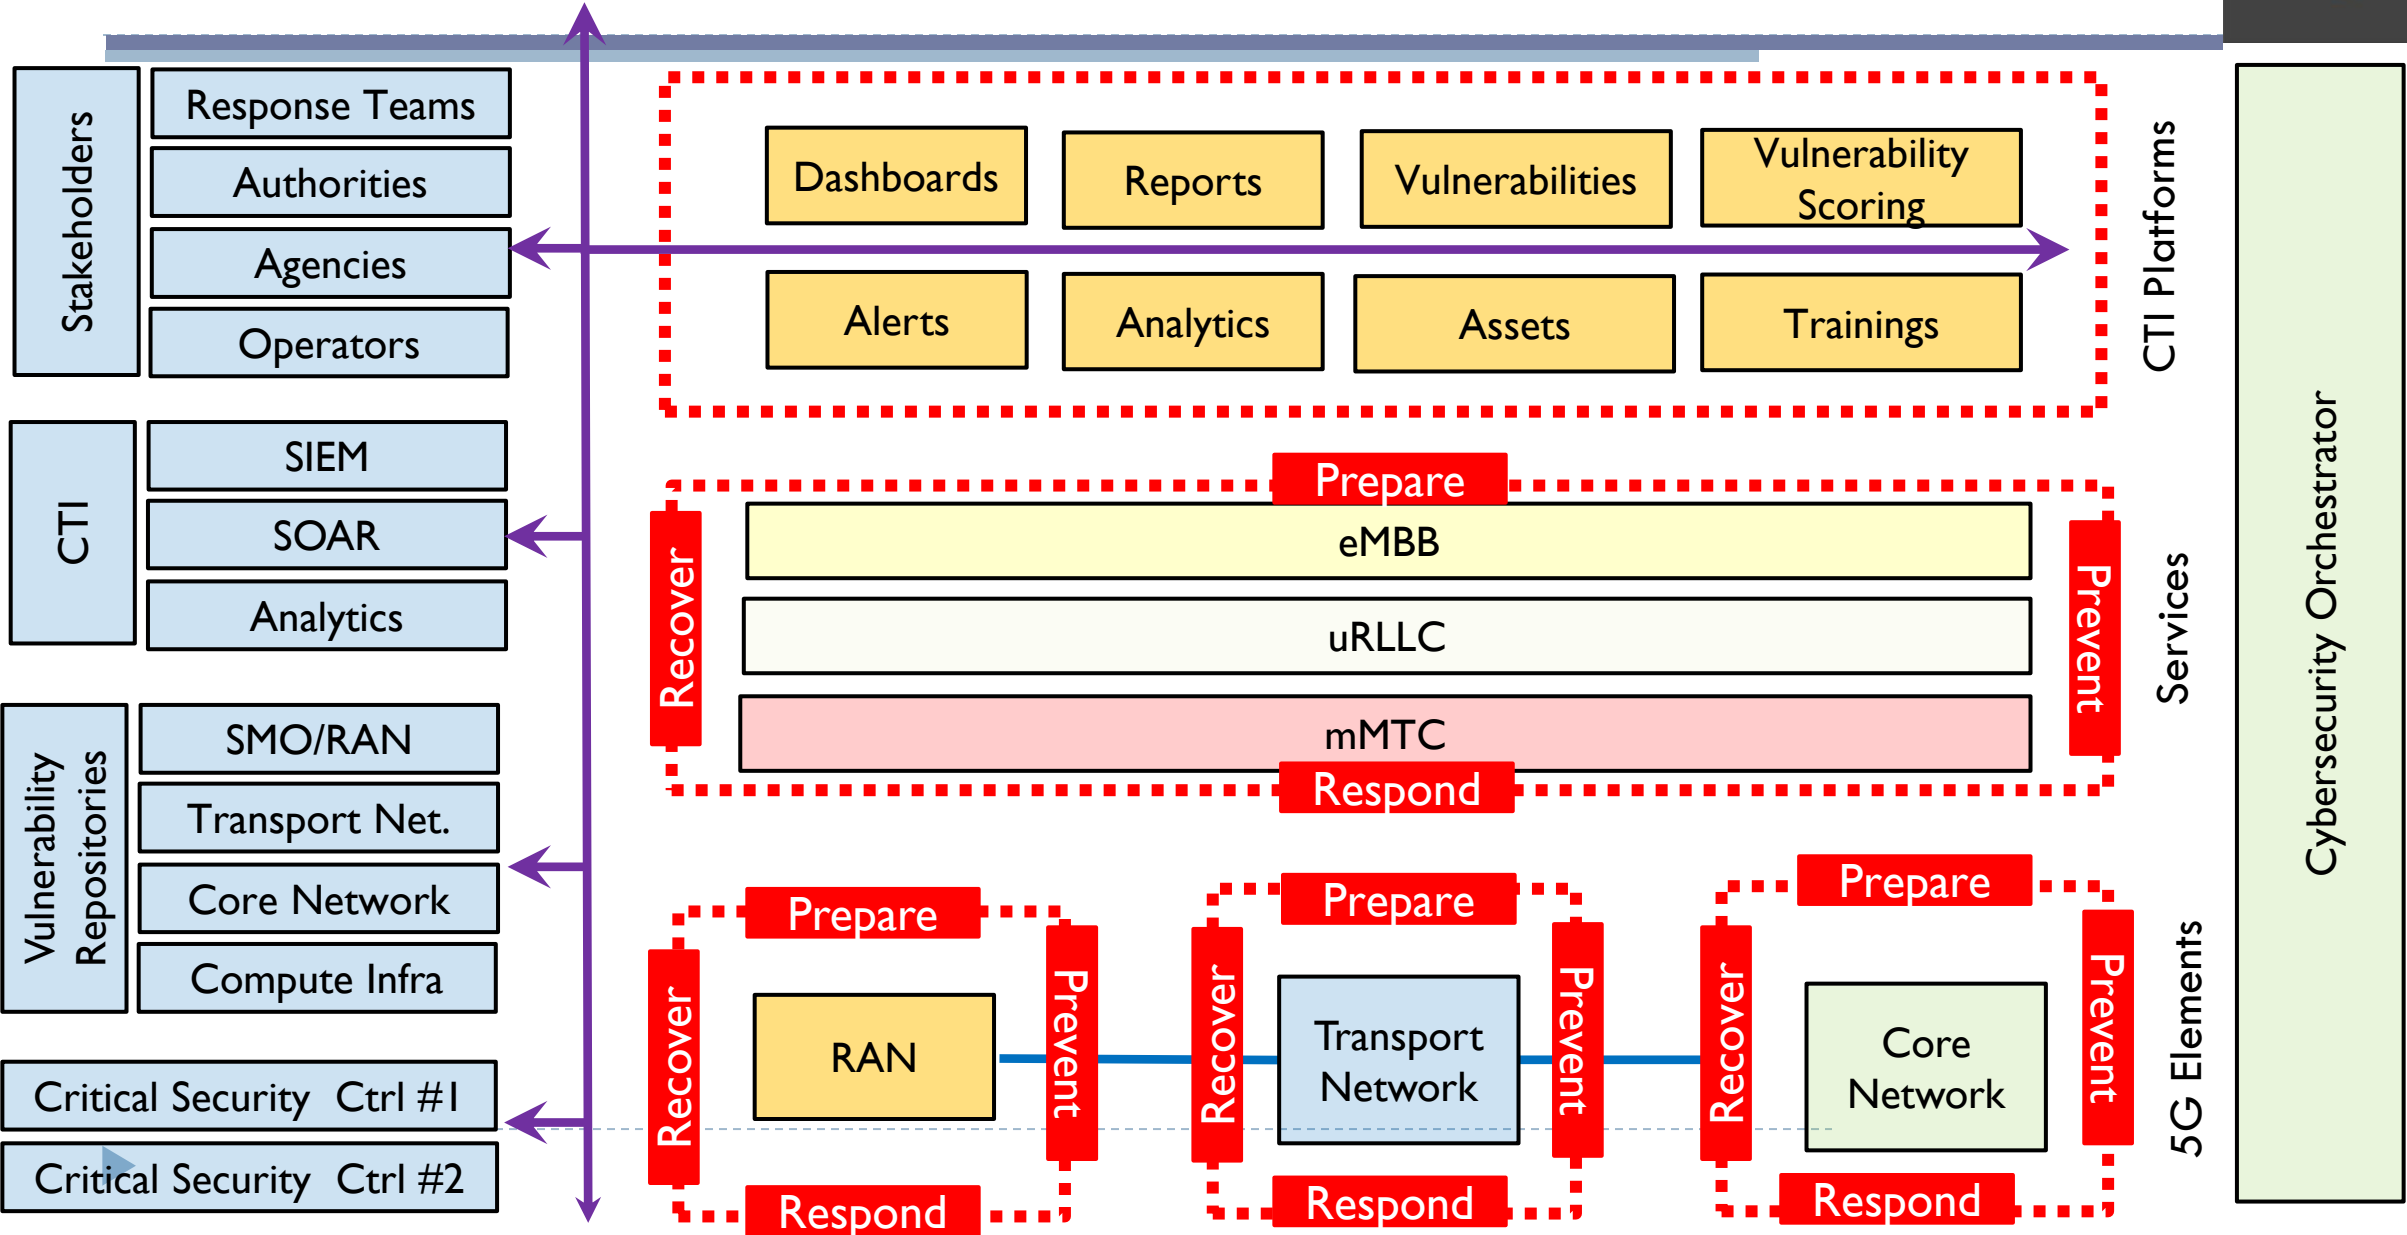 Stakeholders
Response Teams
Authorities
Agencies
Operators
CTI
SIEM
SOAR
Analytics
Vulnerability
Repositories
SMO/RAN
Transport Net.
Core Network
Compute Infra
Critical Security Ctrl #1
Critical Security Ctrl #2
Dashboards
Reports
Vulnerabilities
Vulnerability
Scoring
Alerts
Analytics
Assets
Trainings
CTI Platforms
Prepare
Recover
eMBB
uRLLC
mMTC
Prevent
Respond
Services
Prepare
Recover
RAN
Prevent
Respond
Prepare
Recover
Transport
Network
Prevent
Respond
Prepare
Recover
Core
Network
Prevent
Respond
5G Elements
Cybersecurity Orchestrator